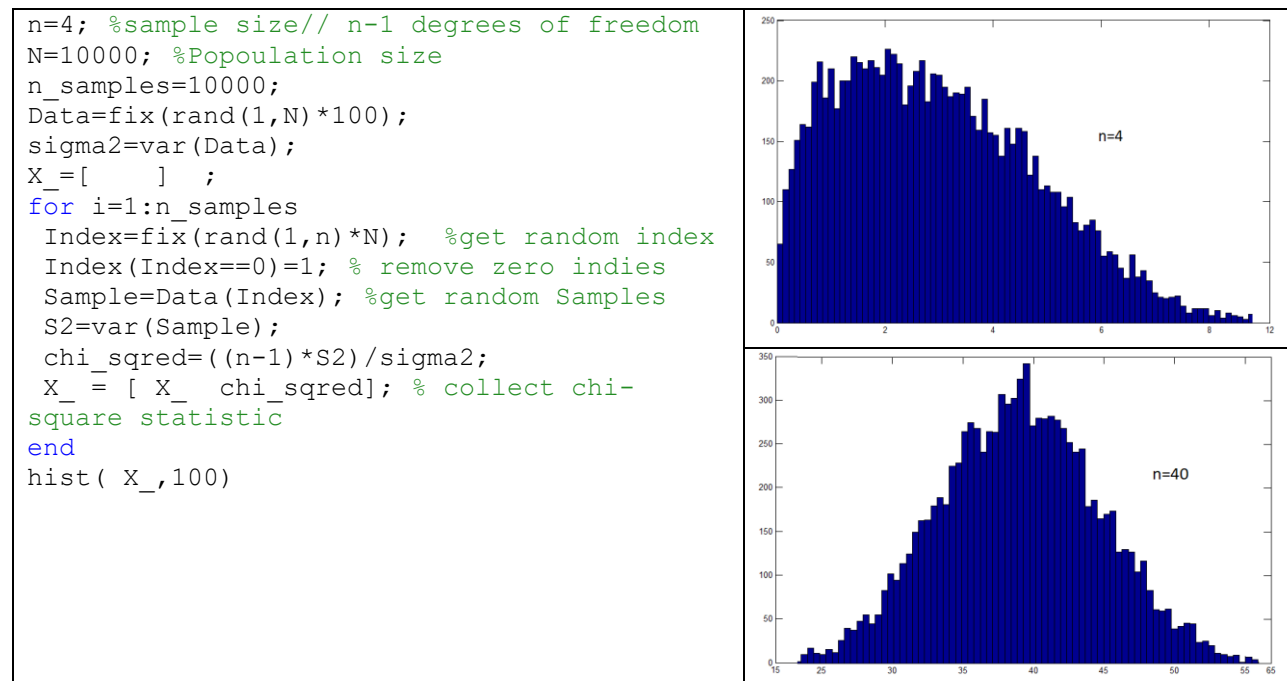 n=4; %sample size// n-1 degrees of freedom
N=10000; %Popoulation size
n_samples=10000;
Data=fix(rand(1,N)*100);
sigma2=var(Data);
X_=[    ]  ;
for i=1:n_samples
 Index=fix(rand(1,n)*N);  %get random index
 Index(Index==0)=1; % remove zero indies
 Sample=Data(Index); %get random Samples
 S2=var(Sample);
 chi_sqred=((n-1)*S2)/sigma2;
 X_ = [ X_  chi_sqred]; % collect chi-
square statistic
end
hist( X_,100)
250
200
150
100
50
0
0 2 4 6 8 12
n=4
350
300
250
200
150
100
50
0
15 25 30 35 40 45 50 55 65
n=40